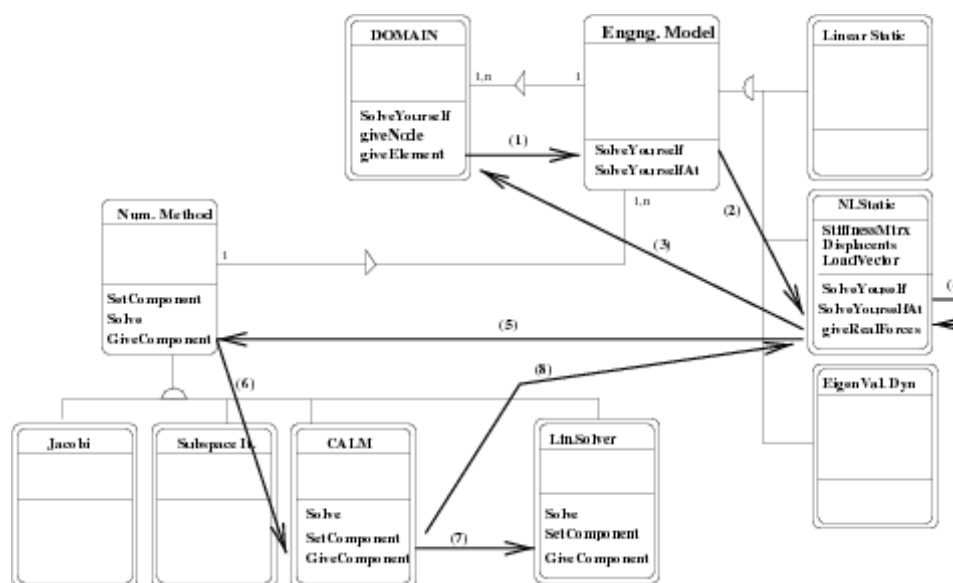 DOMAIN
SolveYourself
giveNode
giveElement
Engng. Model
SolveYourself
SolveYourselfAt
Linear Static
1,n
1
(1)
(2)
(3)
1,n
Num. Method
SetComponent
Solve
GiveComponent
1
NLStatic
StiffnessMtrx
Displacents
LoadVector
SolveYourself
SolveYourselfAt
giveRealForces
(5)
(6)
(8)
EigenVal. Dyn
Jacobi
Subspace It.
CALM
Solve
SetComponent
GiveComponent
(7)
Lin.Solver
Solve
SetComponent
GiveComponent